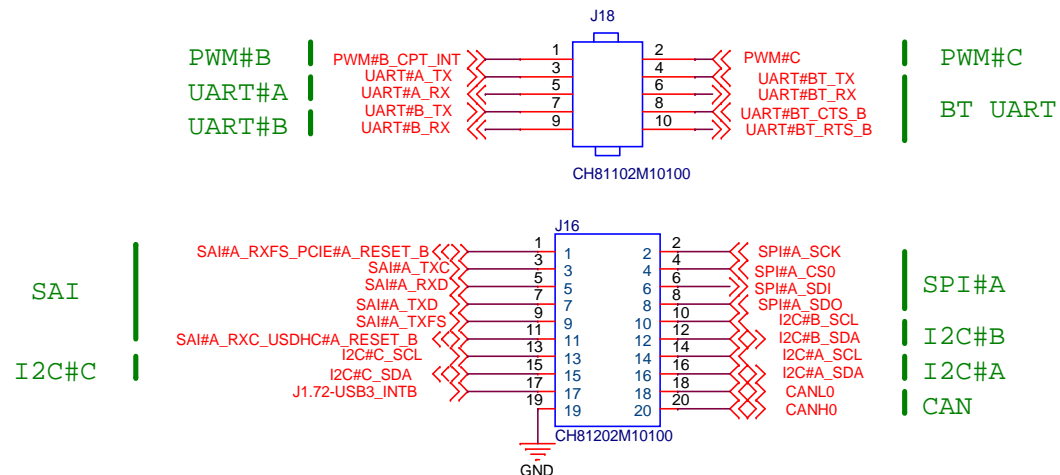 J18
PWM#B PWM#B_CPT_INT 1 2 PWM#C PWM#C
UART#A_TX 3 4 UART#BT_TX
UART#A UART#A_RX 5 6 UART#BT_RX
UART#B_TX 7 8 UART#BT_CTS_B BT UART
UART#B UART#B_RX 9 10 UART#BT_RTS_B
CH81102M10100
J16
SAI#A_RXFS_PCIE#A_RESET_B 1 1 2 2 SPI#A_SCK
SAI#A_TXC 3 3 4 4 SPI#A_CS0
SAI SAI#A_RXD 5 5 6 6 SPI#A_SDI SPI#A
SAI#A_TXD 7 7 8 8 SPI#A_SDO
SAI#A_TXFS 9 9 10 10 I2C#B_SCL
SAI#A_RXC_USDHC#A_RESET_B 11 11 12 12 I2C#B_SDA I2C#B
I2C#C_SCL 13 13 14 14 I2C#A_SCL
I2C#C I2C#C_SDA 15 15 16 16 I2C#A_SDA I2C#A
J1.72-USB3_INTB 17 17 18 18 CANL0
19 19 20 20 CANH0 CAN
CH81202M10100
GND